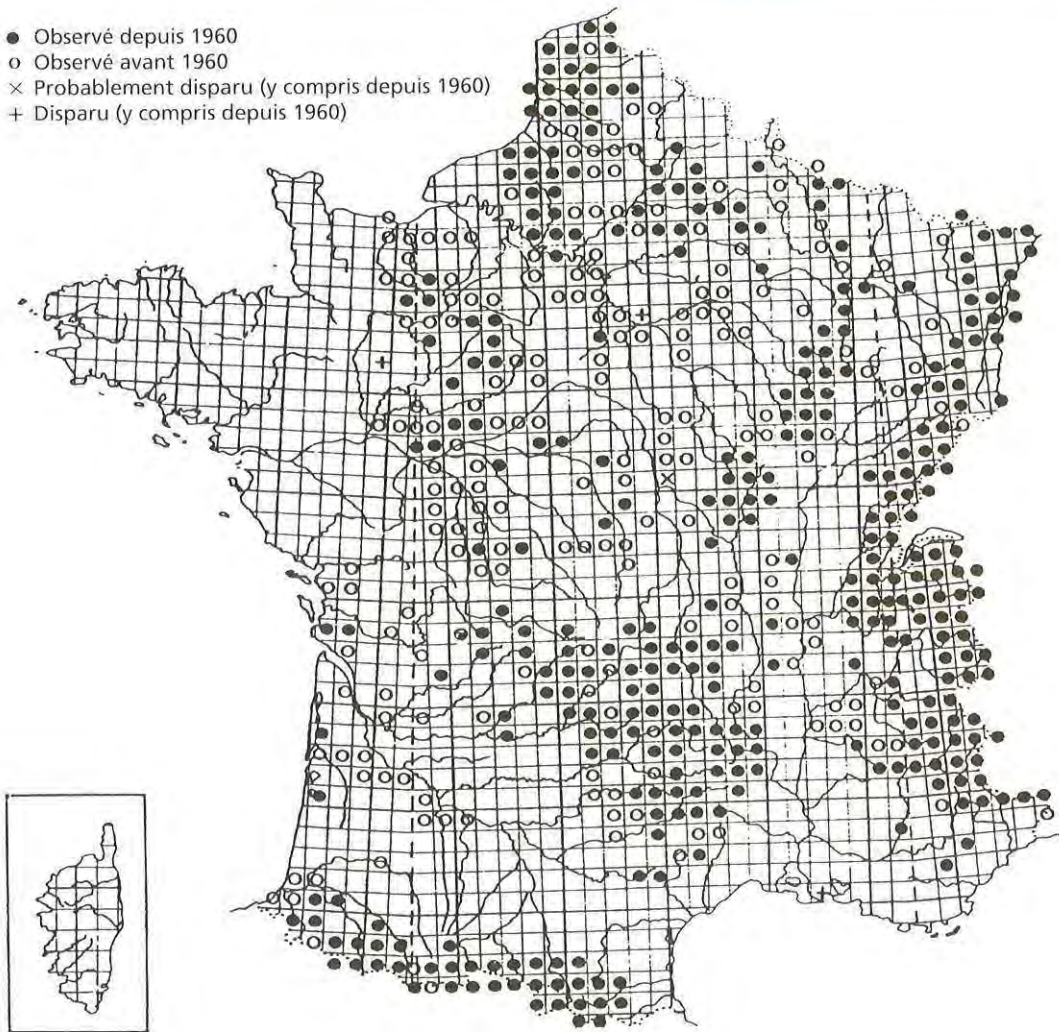 ● Observé depuis 1960
o Observé avant 1960
× Probablement disparu (y compris depuis 1960)
+ Disparu (y compris depuis 1960)